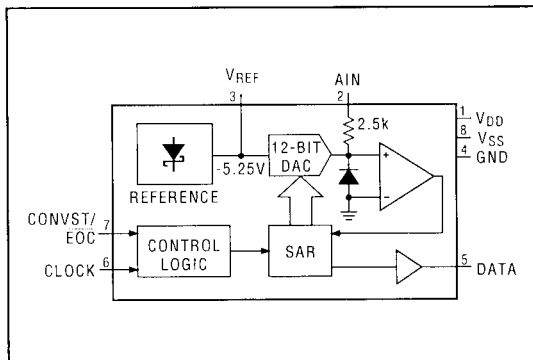 VREF
3
AIN
2
1 VDD
8 VSS
4 GND
2.5k
12-BIT
DAC
-5.25V
REFERENCE
+
-
CONVST/
EOC
7
CONTROL
LOGIC
SAR
CLOCK
6
5
DATA